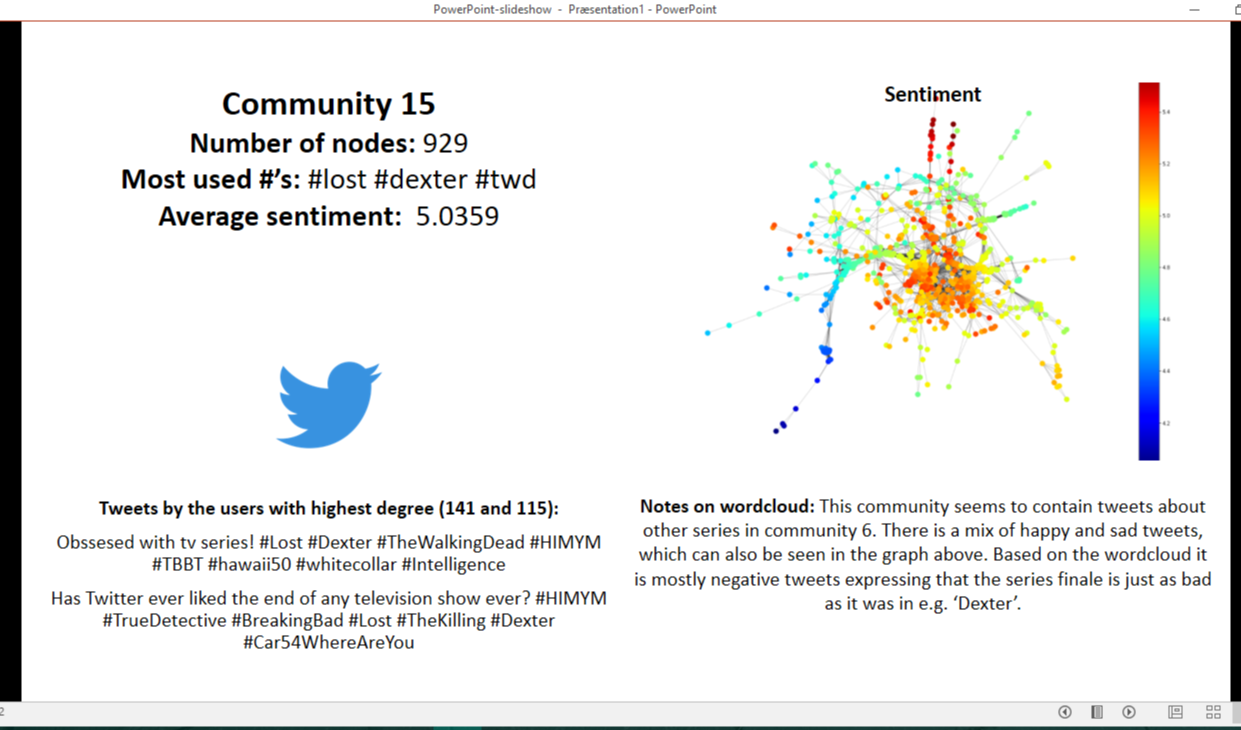 PowerPoint-slideshow - Præsentation1 - PowerPoint
Community 15
Number of nodes: 929
Most used #’s: #lost #dexter #twd
Average sentiment: 5.0359
Sentiment
5.4
5.2
5.0
4.8
4.6
4.4
4.2
Tweets by the users with highest degree (141 and 115):
Obssesed with tv series! #Lost #Dexter #TheWalkingDead #HIMYM
#TBBT #hawaii50 #whitecollar #Intelligence
Has Twitter ever liked the end of any television show ever? #HIMYM
#TrueDetective #BreakingBad #Lost #TheKilling #Dexter
#Car54WhereAreYou
Notes on wordcloud: This community seems to contain tweets about
other series in community 6. There is a mix of happy and sad tweets,
which can also be seen in the graph above. Based on the wordcloud it
is mostly negative tweets expressing that the series finale is just as bad
as it was in e.g. ‘Dexter’.
2